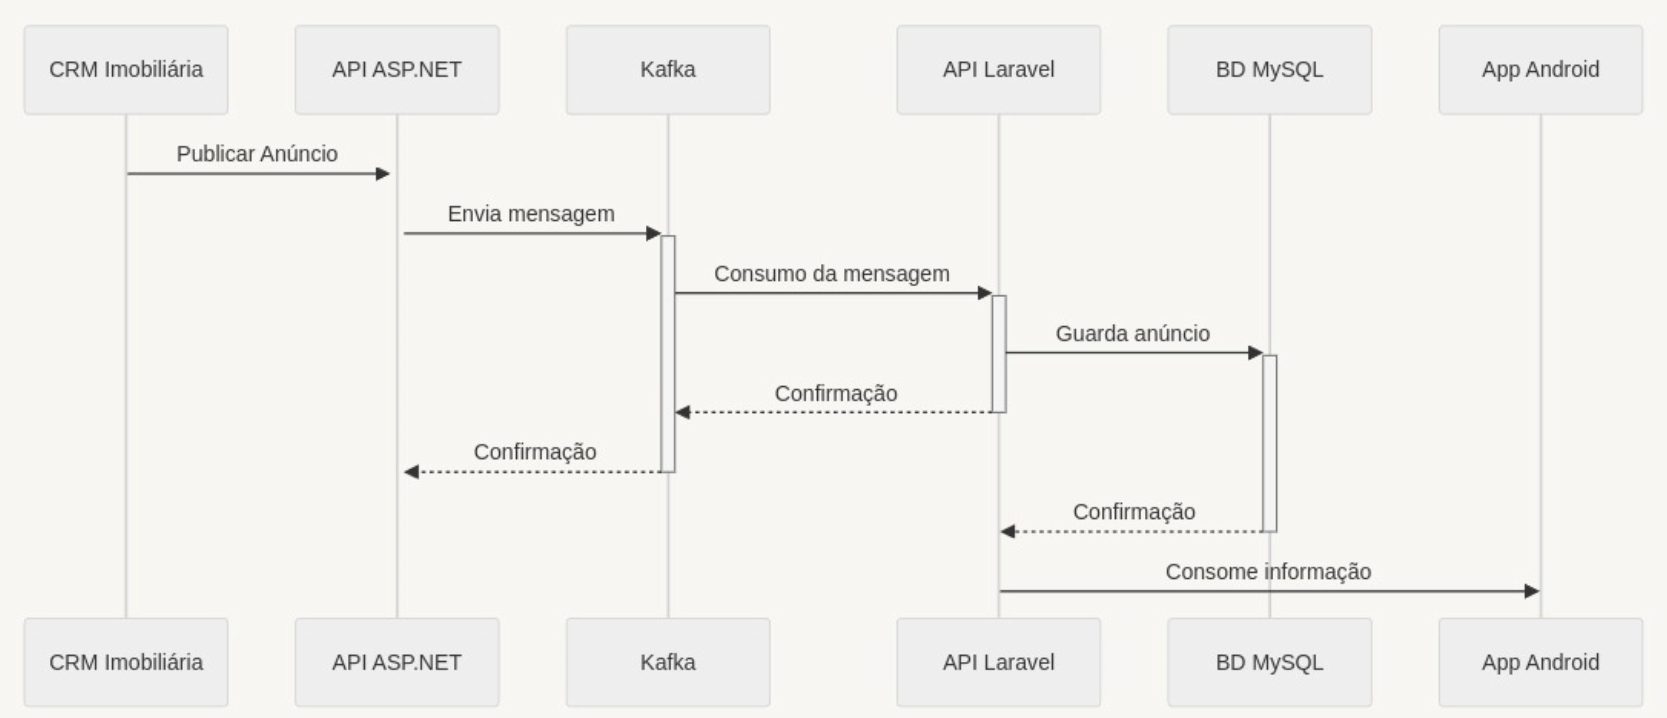 CRM Imobiliária
API ASP.NET
Kafka
API Laravel
BD MySQL
App Android
Publicar Anúncio
Envia mensagem
Consumo da mensagem
Guarda anúncio
Confirmação
Confirmação
Confirmação
Consome informação
CRM Imobiliária
API ASP.NET
Kafka
API Laravel
BD MySQL
App Android